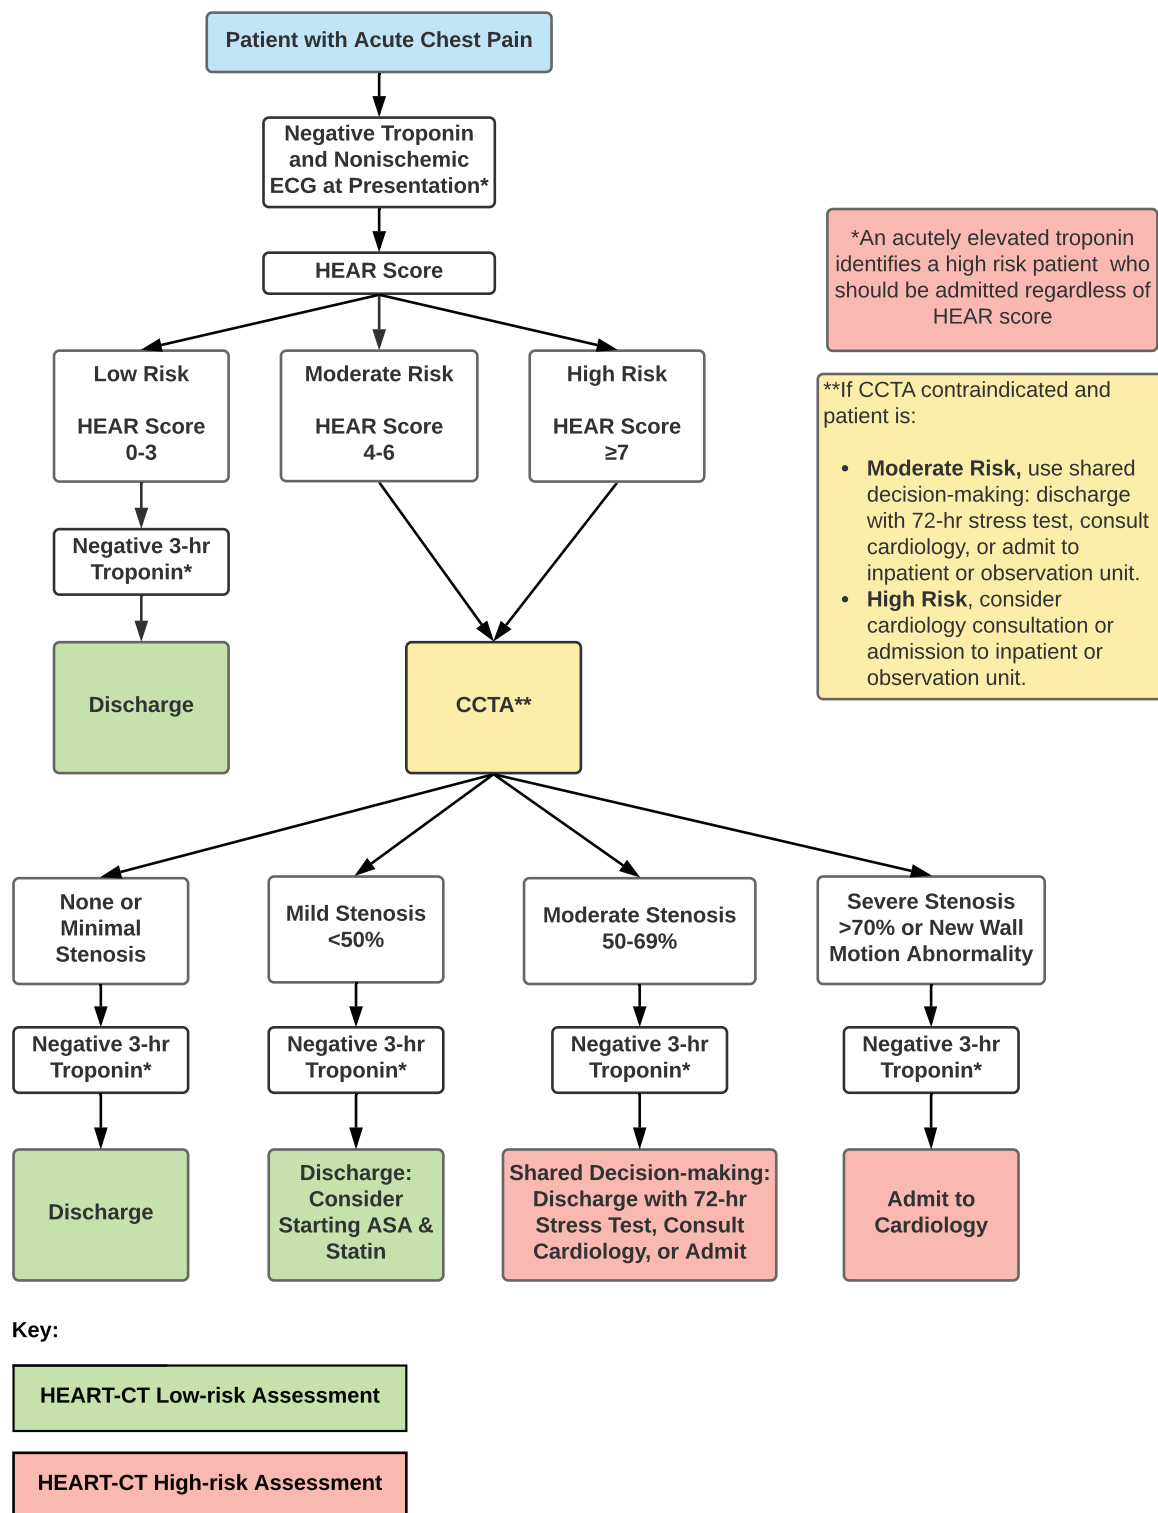 Patient with Acute Chest Pain
Negative Troponin
and Nonischemic
ECG at Presentation*
HEAR Score
Low Risk
HEAR Score
0-3
Moderate Risk
HEAR Score
4-6
High Risk
HEAR Score
≥7
Negative 3-hr
Troponin*
Discharge
CCTA**
*An acutely elevated troponin
identifies a high risk patient who
should be admitted regardless of
HEAR score
**If CCTA contraindicated and
patient is:
• Moderate Risk, use shared
decision-making: discharge
with 72-hr stress test, consult
cardiology, or admit to
inpatient or observation unit.
• High Risk, consider
cardiology consultation or
admission to inpatient or
observation unit.
None or
Minimal
Stenosis
Mild Stenosis
<50%
Moderate Stenosis
50-69%
Severe Stenosis
>70% or New Wall
Motion Abnormality
Negative 3-hr
Troponin*
Negative 3-hr
Troponin*
Negative 3-hr
Troponin*
Negative 3-hr
Troponin*
Discharge
Discharge:
Consider
Starting ASA &
Statin
Shared Decision-making:
Discharge with 72-hr
Stress Test, Consult
Cardiology, or Admit
Admit to
Cardiology
Key:
HEART-CT Low-risk Assessment
HEART-CT High-risk Assessment